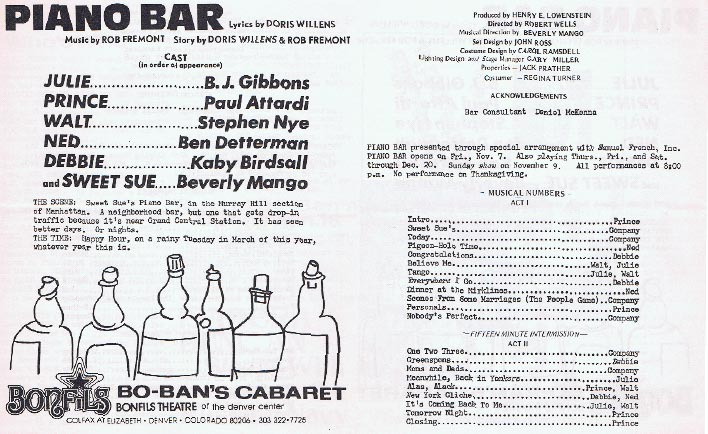 PIANO BAR Lyrics by DORIS WILLENS
Music by ROB FREMONT Story by DORIS WILLENS & ROB FREMONT
CAST
(in order of appearance)
JULIE..................B.J. Gibbons
PRINCE................Paul Attardi
WALT..................Stephen Nye
NED..............Ben Detterman
DEBBIE..............Kaby Birdsall
and SWEET SUE.....Beverly Mango
THE SCENE: Sweet Sue's Piano Bar, in the Murray Hill section
of Manhattan. A neighborhood bar, but one that gets drop-in
traffic because it's near Grand Central Station. It has seen
better days. Or nights.
THE TIME: Happy Hour, on a rainy Tuesday in March of this year,
whatever year this is.
BONFILS
BO-BAN'S CABARET
BONFILS THEATRE of the denver center
COLFAX AT ELIZABETH • DENVER • COLORADO 80206 • 303 322-7725
Produced by HENRY E. LOWENSTEIN
Directed by ROBERT WELLS
Musical Direction by BEVERLY MANGO
Set Design by JOHN ROSS
Costume Design by CAROL RAMSDELL
Lighting Design and Stage Manager GARY MILLER
Properties – JACK PRATHER
Costumer – REGINA TURNER
ACKNOWLEDGEMENTS
Bar Consultant Daniel McKenna
PIANO BAR presented through special arrangement with Samuel French, Inc.
PIANO BAR opens on Fri., Nov. 7. Also playing Thurs., Fri., and Sat.
through Dec. 20. Sunday show on November 9. All performances at 8:00
p.m. No performance on Thanksgiving.
– MUSICAL NUMBERS –
ACT I
Intro..............................Prince
Sweet Sue's..............................Company
Today..............................Company
Pigeon-Hole Time..............................Ned
Congratulations..............................Debbie
Believe Me..............................Walt, Julie
Tango..............................Julie, Walt
Everywhere I Go..............................Debbie
Dinner at the Mirklines..............................Ned
Scenes From Some Marriages (The People Game)..Company
Personals..............................Prince
Nobody's Perfect..............................Company
—FIFTEEN MINUTE INTERMISSION—
ACT II
One Two Three..............................Company
Greenspons..............................Debbie
Moms and Dads..............................Company
Meanwhile, Back in Yonkers..............................Julie
Alas, Alack..............................Prince, Walt
New York Cliche..............................Debbie, Ned
It's Coming Back To Me..............................Julie, Walt
Tomorrow Night..............................Prince
Closing..............................Prince